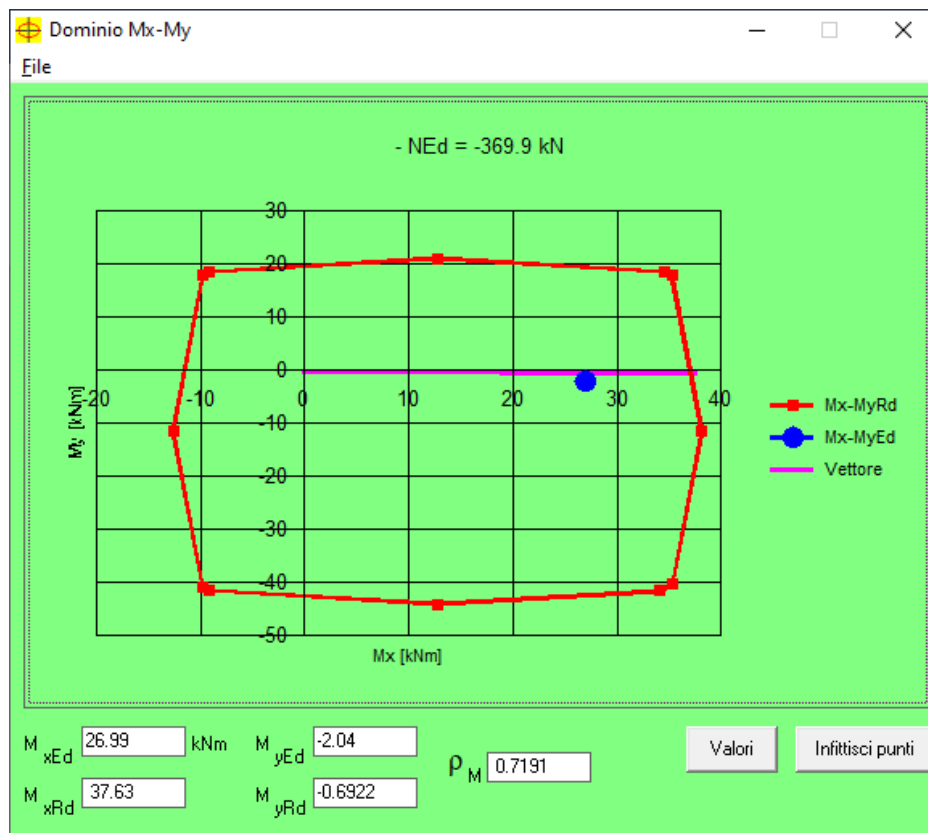 Dominio Mx-My
File
- NEd = -369.9 kN
30
20
10
0
-20 -10 0 10 20 30 40
-10
-20
-30
-40
-50
My [kNm]
Mx [kNm]
Mx-MyRd
Mx-MyEd
Vettore
M xEd 26.99 kNm M yEd -2.04
M xRd 37.63 M yRd -0.6922
ρ M 0.7191
Valori
Infittisci punti